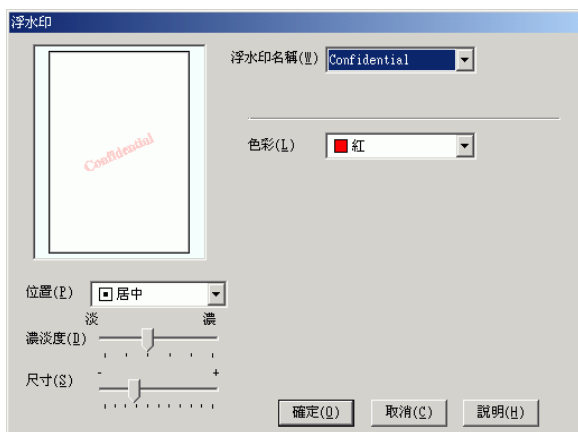 浮水印
浮水印名稱(W) Confidential
Confidential
色彩(L) 紅
位置(P) 居中
淡 濃
濃淡度(D)
- +
尺寸(S)
確定(O) 取消(C) 説明(H)